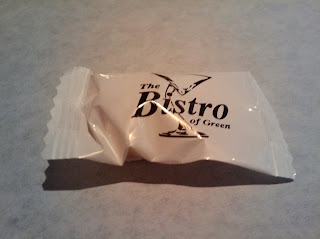 The
Bistro
of Green